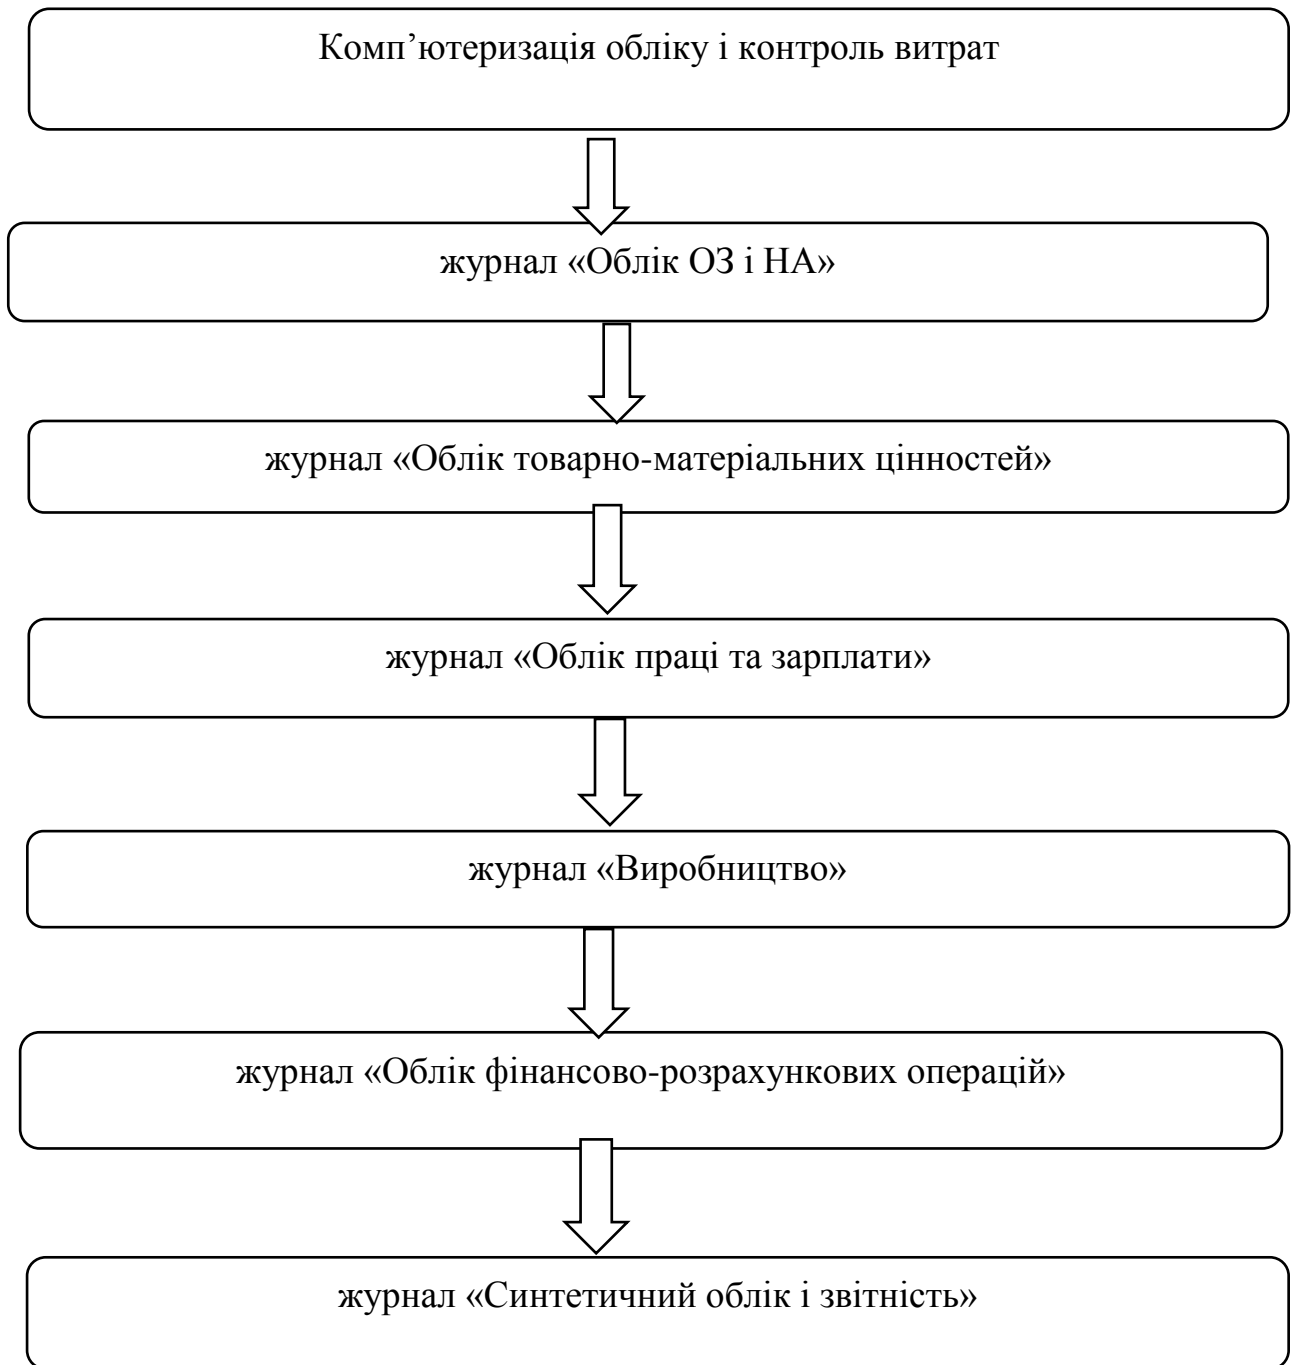 Комп’ютеризація обліку і контроль витрат
журнал «Облік ОЗ і НА»
журнал «Облік товарно-матеріальних цінностей»
журнал «Облік праці та зарплати»
журнал «Виробництво»
журнал «Облік фінансово-розрахункових операцій»
журнал «Синтетичний облік і звітність»